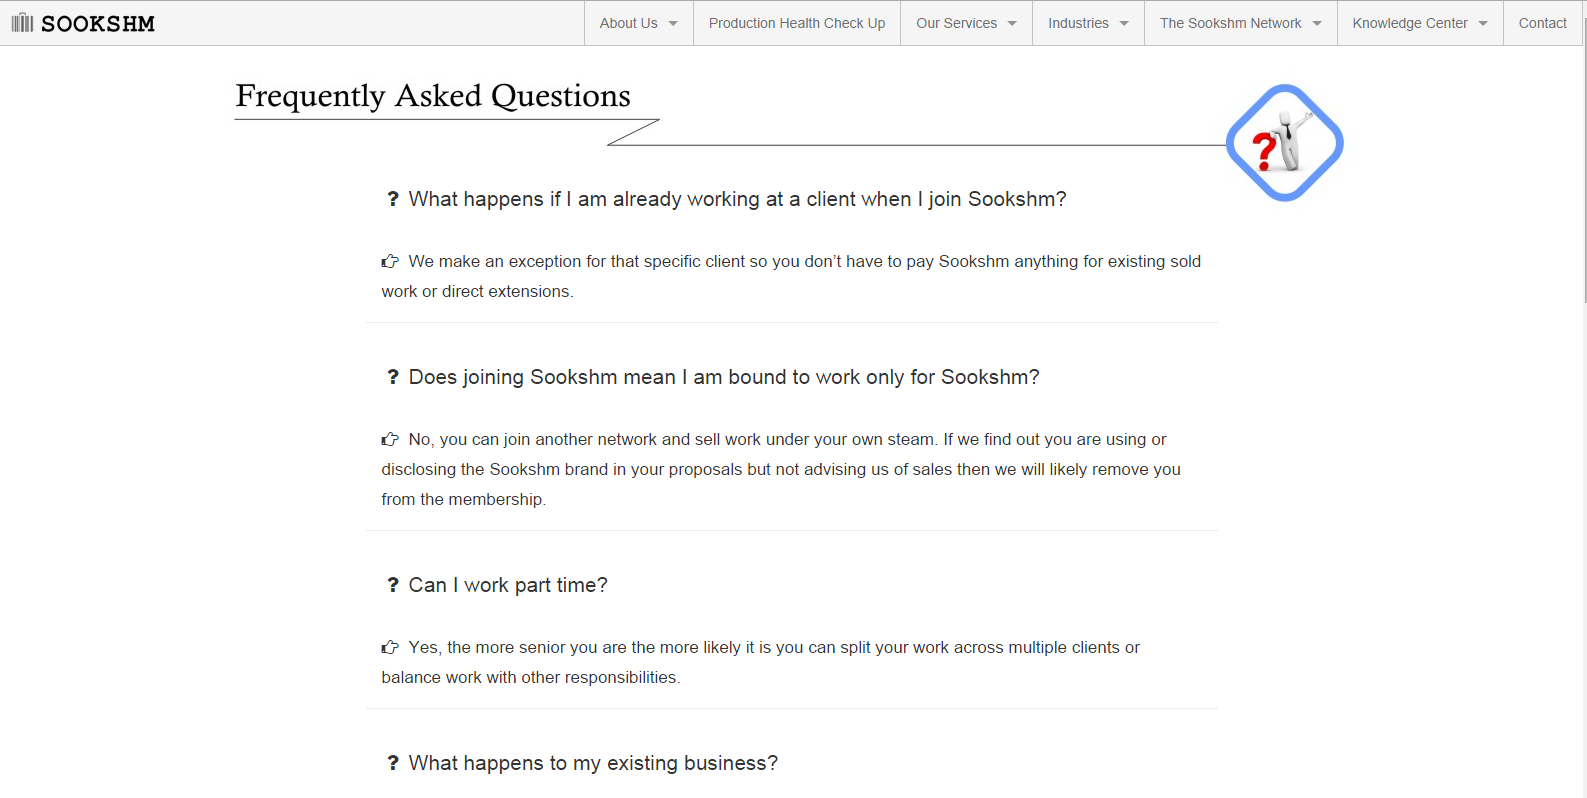 SOOKSHM
About Us
Production Health Check Up
Our Services
Industries
The Sookshm Network
Knowledge Center
Contact
Frequently Asked Questions
? What happens if I am already working at a client when I join Sookshm?
We make an exception for that specific client so you don’t have to pay Sookshm anything for existing sold
work or direct extensions.
? Does joining Sookshm mean I am bound to work only for Sookshm?
No, you can join another network and sell work under your own steam. If we find out you are using or
disclosing the Sookshm brand in your proposals but not advising us of sales then we will likely remove you
from the membership.
? Can I work part time?
Yes, the more senior you are the more likely it is you can split your work across multiple clients or
balance work with other responsibilities.
? What happens to my existing business?